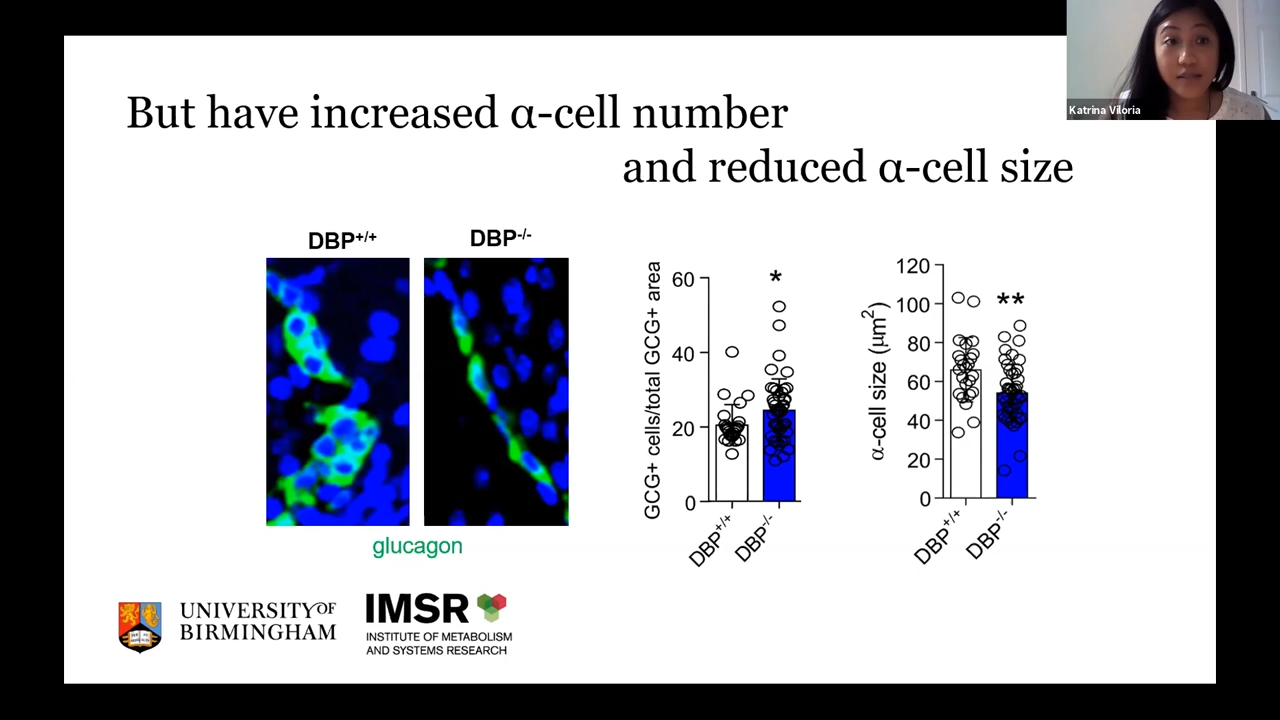 Katrina Viloria
But have increased α-cell number
and reduced α-cell size
DBP+/+
DBP-/-
glucagon
GCG+ cells/total GCG+ area
60
40
20
0
*
DBP+/+
DBP-/-
α-cell size (μm2)
120
100
80
60
40
20
0
**
DBP+/+
DBP-/-
UNIVERSITY OF
BIRMINGHAM
IMSR
INSTITUTE OF METABOLISM
AND SYSTEMS RESEARCH